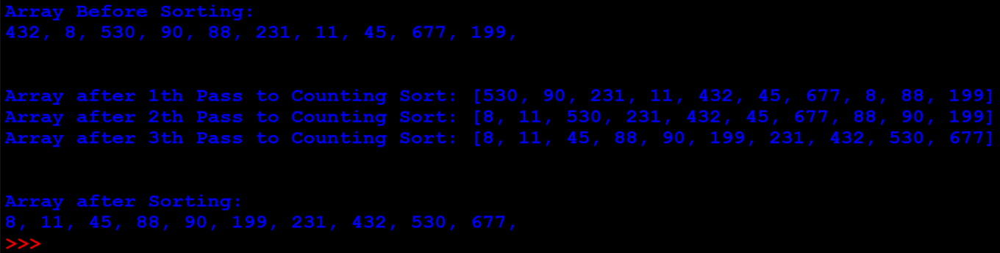 Array Before Sorting:
432, 8, 530, 90, 88, 231, 11, 45, 677, 199,
Array after 1th Pass to Counting Sort: [530, 90, 231, 11, 432, 45, 677, 8, 88, 199]
Array after 2th Pass to Counting Sort: [8, 11, 530, 231, 432, 45, 677, 88, 90, 199]
Array after 3th Pass to Counting Sort: [8, 11, 45, 88, 90, 199, 231, 432, 530, 677]
Array after Sorting:
8, 11, 45, 88, 90, 199, 231, 432, 530, 677,
>>>